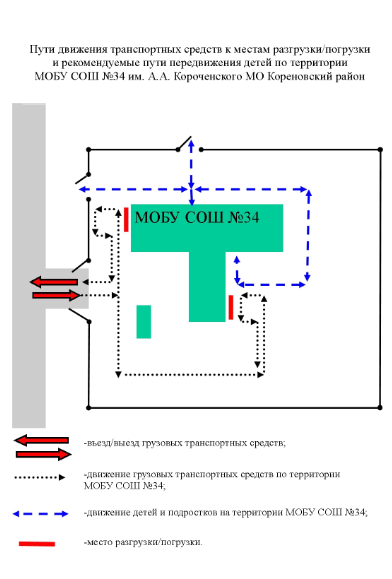 Пути движения транспортных средств к местам разгрузки/погрузки
и рекомендуемые пути передвижения детей по территории
МОБУ СОШ №34 им. А.А. Короченского МО Кореновский район
МОБУ СОШ №34
-въезд/выезд грузовых транспортных средств;
-движение грузовых транспортных средств по территории
МОБУ СОШ №34;
-движение детей и подростков на территории МОБУ СОШ №34;
-место разгрузки/погрузки.